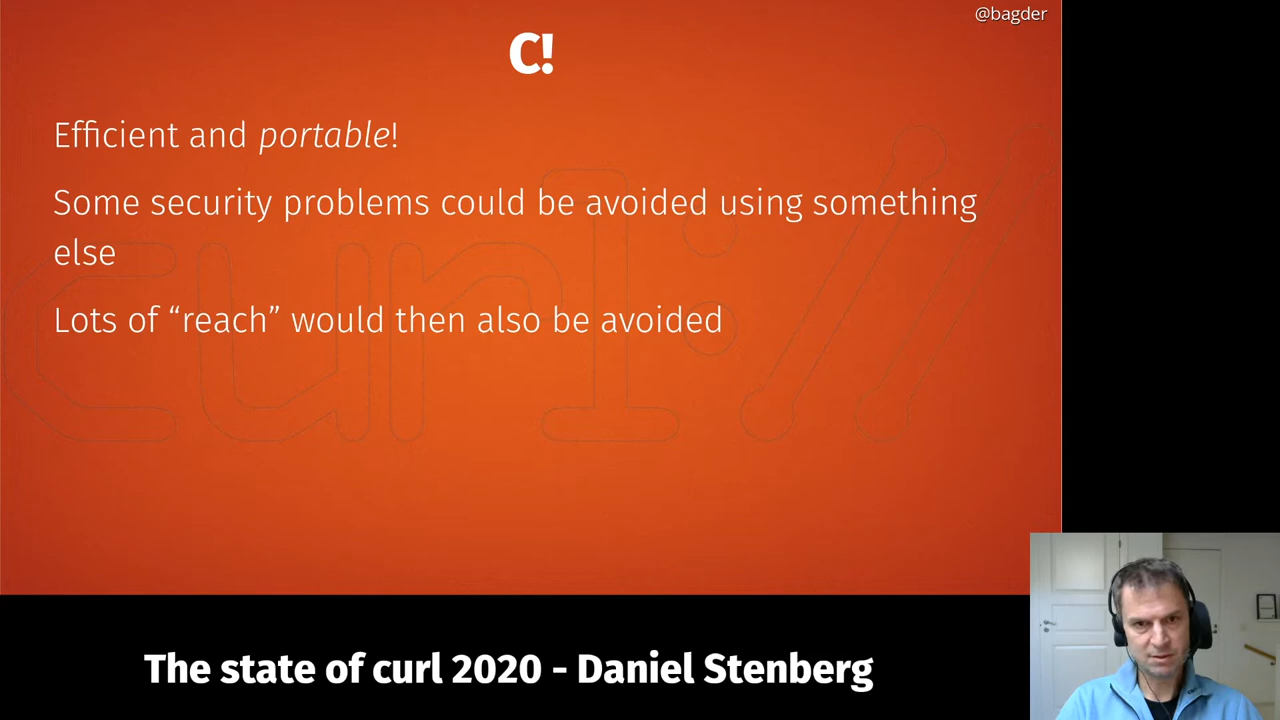 @bagder
C!
Efficient and portable!
Some security problems could be avoided using something
else
Lots of “reach” would then also be avoided
curl://
The state of curl 2020 - Daniel Stenberg